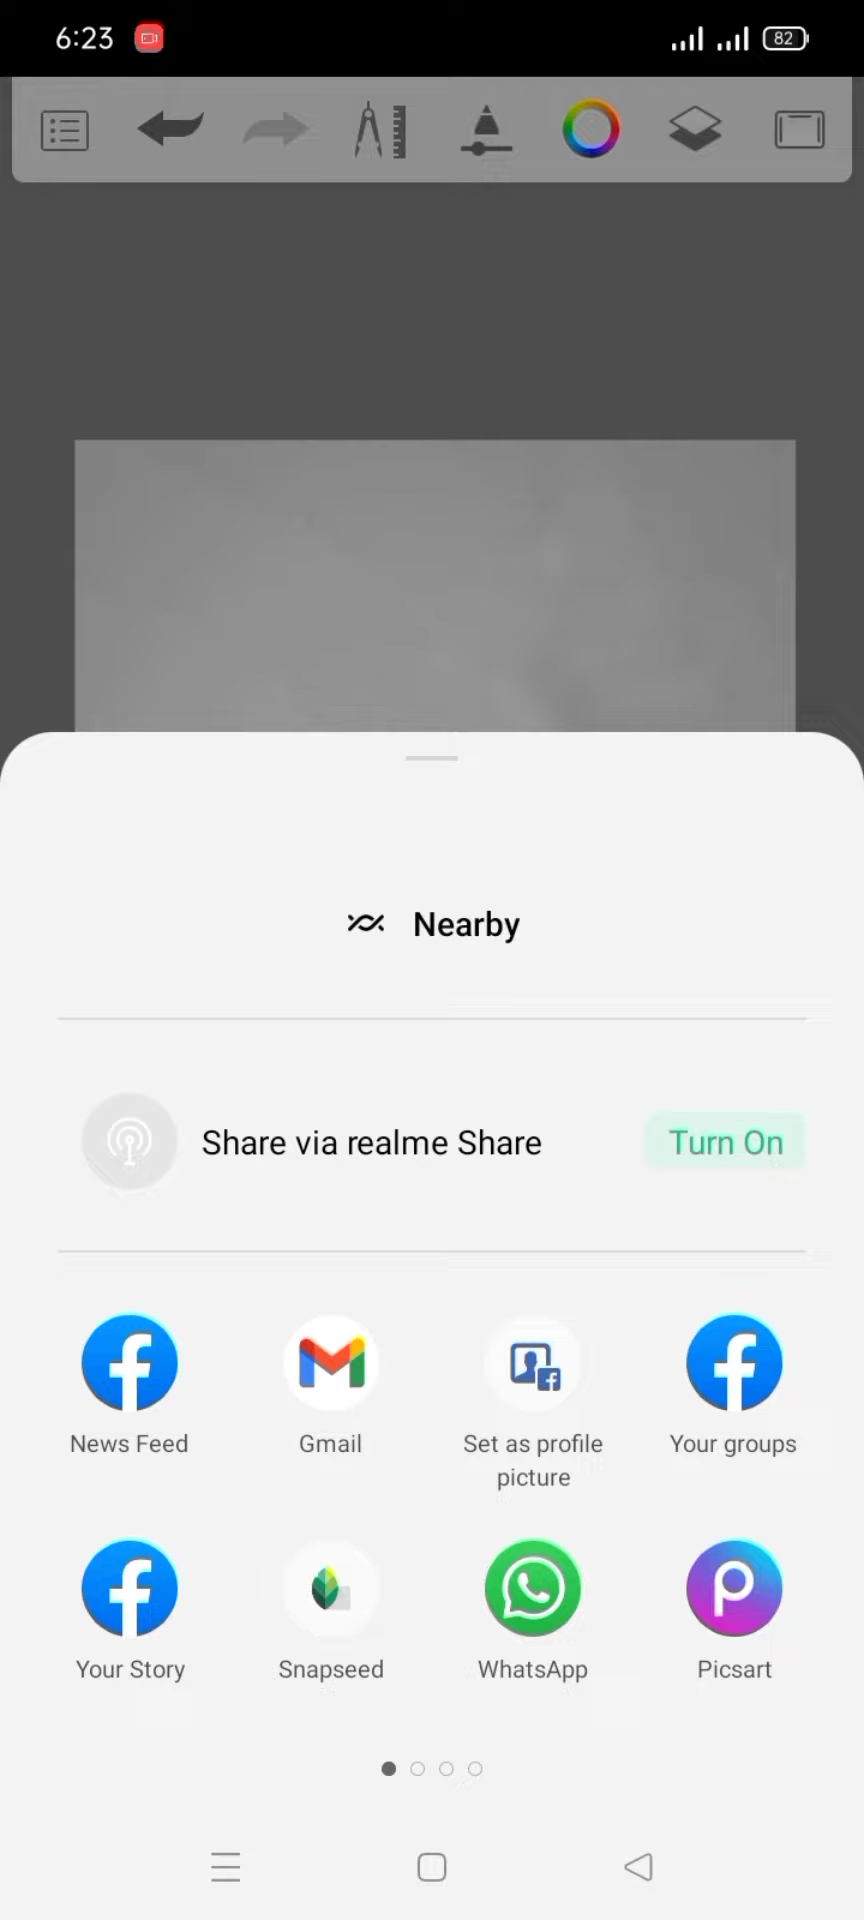 6:23
82
Nearby
Share via realme Share
Turn On
News Feed
Gmail
Set as profile
picture
Your groups
Your Story
Snapseed
WhatsApp
Picsart